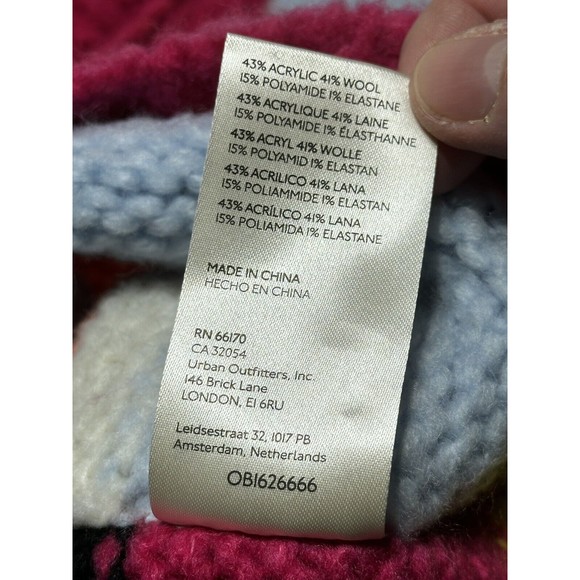 43% ACRYLIC 41% WOOL
15% POLYAMIDE 1% ELASTANE
43% ACRYLIQUE 41% LAINE
15% POLYAMIDE 1% ÉLASTHANNE
43% ACRYL 41% WOLLE
15% POLYAMID 1% ELASTAN
43% ACRILICO 41% LANA
15% POLIAMMIDE 1% ELASTAN
43% ACRÍLICO 41% LANA
15% POLIAMIDA 1% ELASTANE
MADE IN CHINA
HECHO EN CHINA
RN 66170
CA 32054
Urban Outfitters, Inc.
146 Brick Lane
LONDON, E1 6RU
Leidsestraat 32, 1017 PB
Amsterdam, Netherlands
OB1626666